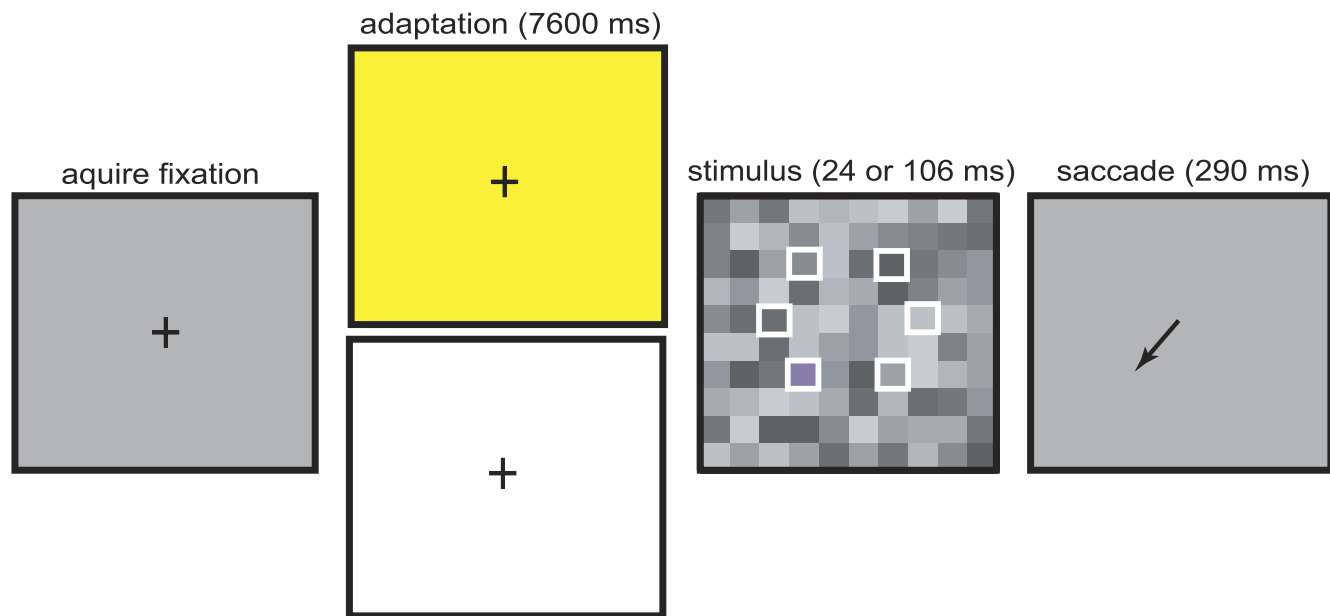 aquire fixation
adaptation (7600 ms)
stimulus (24 or 106 ms)
saccade (290 ms)